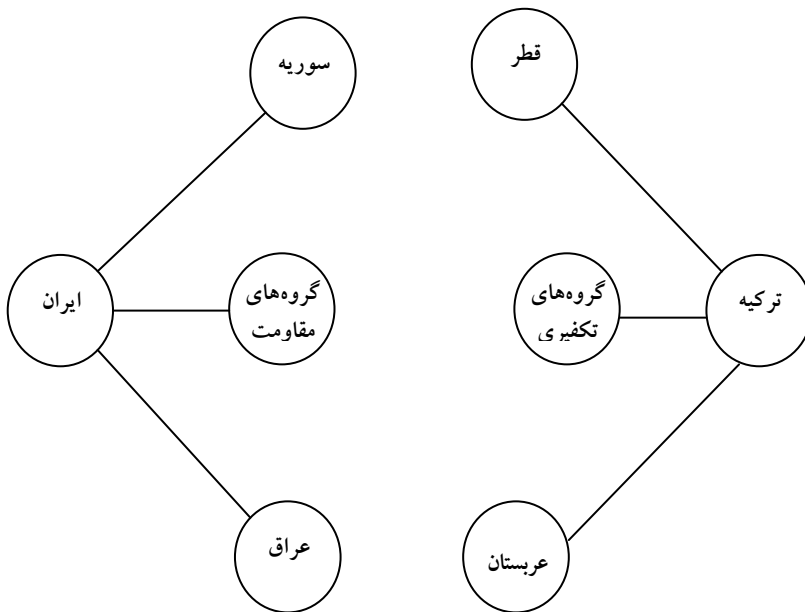 قطر
سوریه
ترکیه
گروه‌های
تکفیری
گروه‌های
مقاومت
ایران
عربستان
عراق